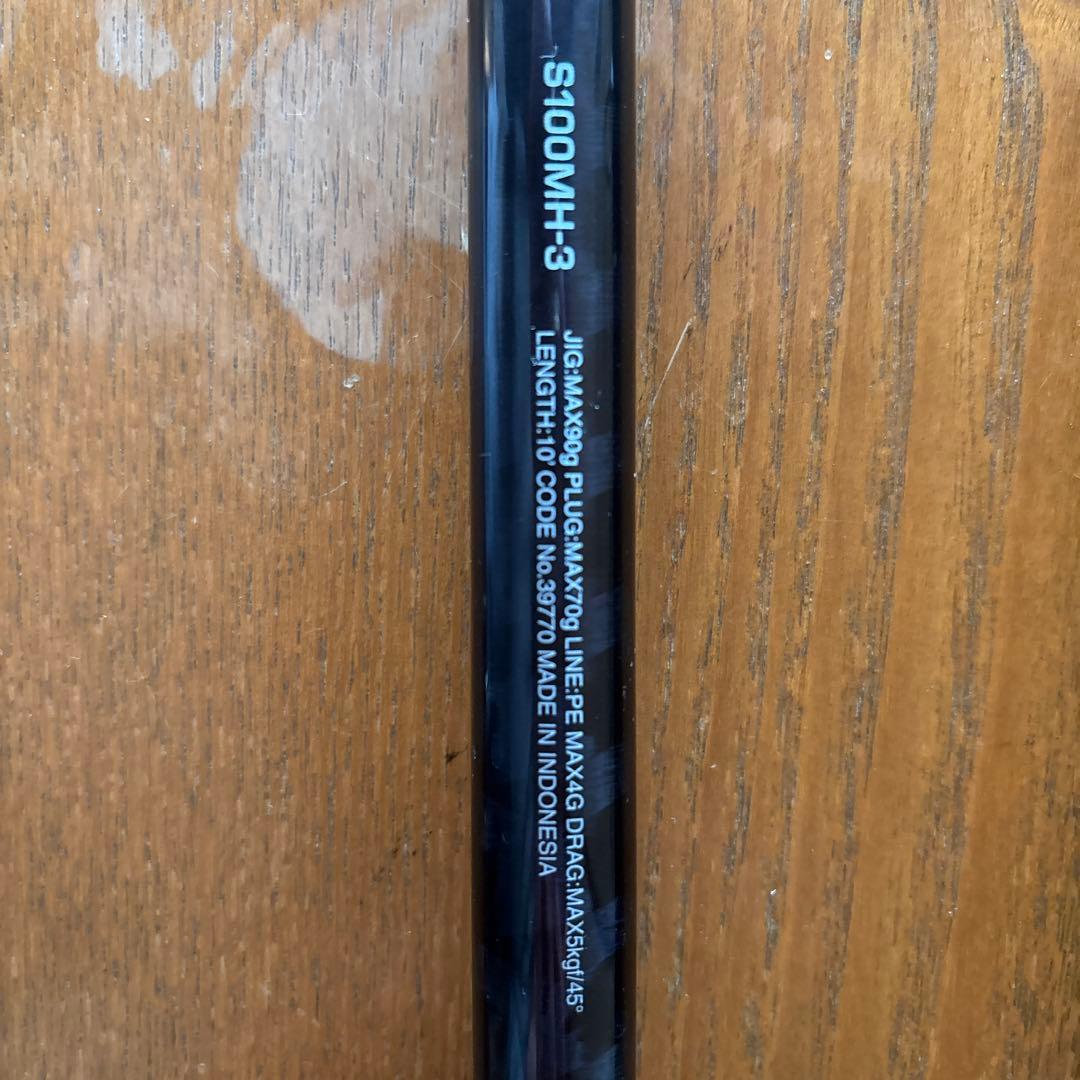 S100MH-3
JIG:MAX90g PLUG:MAX70g LINE:PE MAX4G DRAG:MAX5kgf/45°
LENGTH:10' CODE No.39770 MADE IN INDONESIA